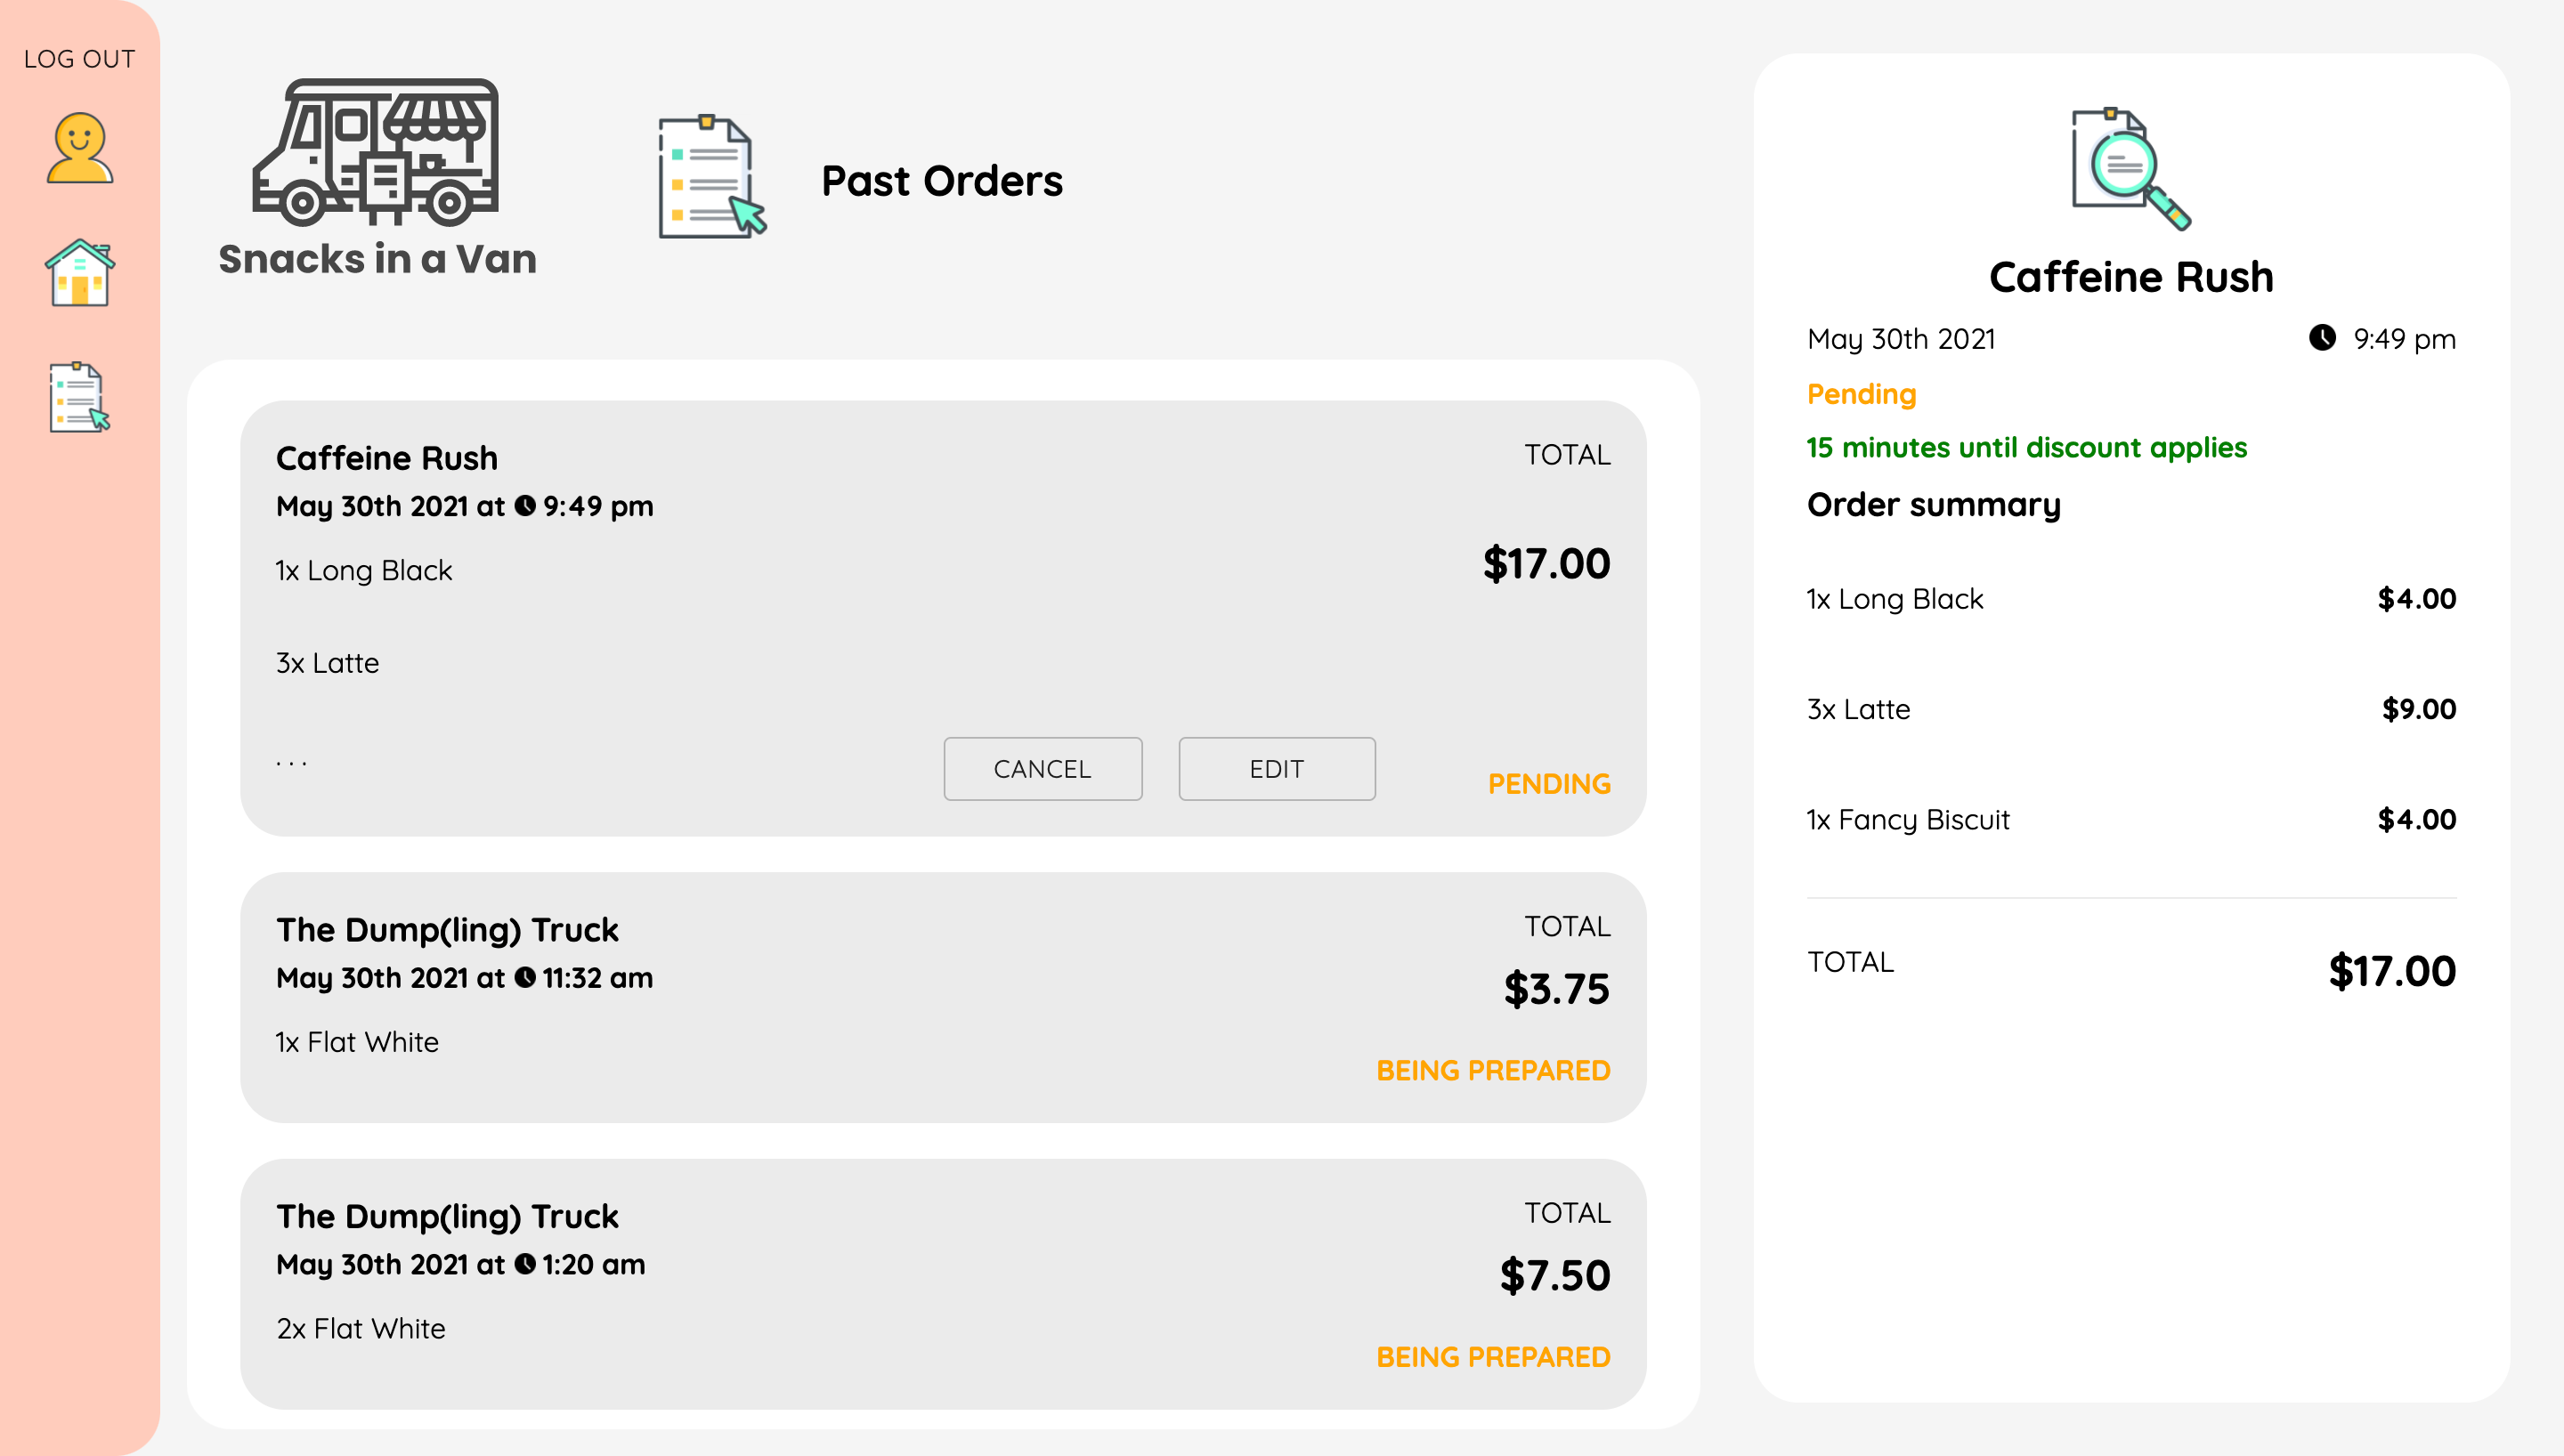 LOG OUT
Snacks in a Van
Past Orders
Caffeine Rush
May 30th 2021 at 9:49 pm
1x Long Black
3x Latte
. . .
TOTAL
$17.00
CANCEL
EDIT
PENDING
The Dump(ling) Truck
May 30th 2021 at 11:32 am
1x Flat White
TOTAL
$3.75
BEING PREPARED
The Dump(ling) Truck
May 30th 2021 at 1:20 am
2x Flat White
TOTAL
$7.50
BEING PREPARED
Caffeine Rush
May 30th 2021 9:49 pm
Pending
15 minutes until discount applies
Order summary
1x Long Black $4.00
3x Latte $9.00
1x Fancy Biscuit $4.00
TOTAL $17.00